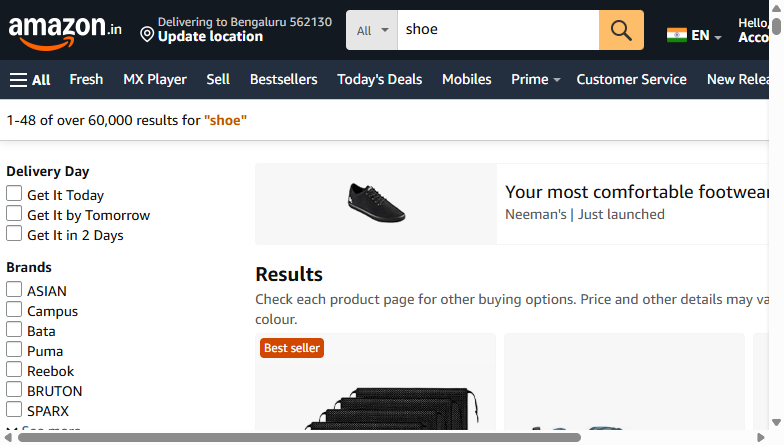 amazon.in
Delivering to Bengaluru 562130
Update location
All
shoe
EN
Hello,
Acco
All
Fresh
MX Player
Sell
Bestsellers
Today's Deals
Mobiles
Prime
Customer Service
New Relea
1-48 of over 60,000 results for "shoe"
Delivery Day
Get It Today
Get It by Tomorrow
Get It in 2 Days
Brands
ASIAN
Campus
Bata
Puma
Reebok
BRUTON
SPARX
See more
Your most comfortable footwear
Neeman's | Just launched
Results
Check each product page for other buying options. Price and other details may va
colour.
Best seller